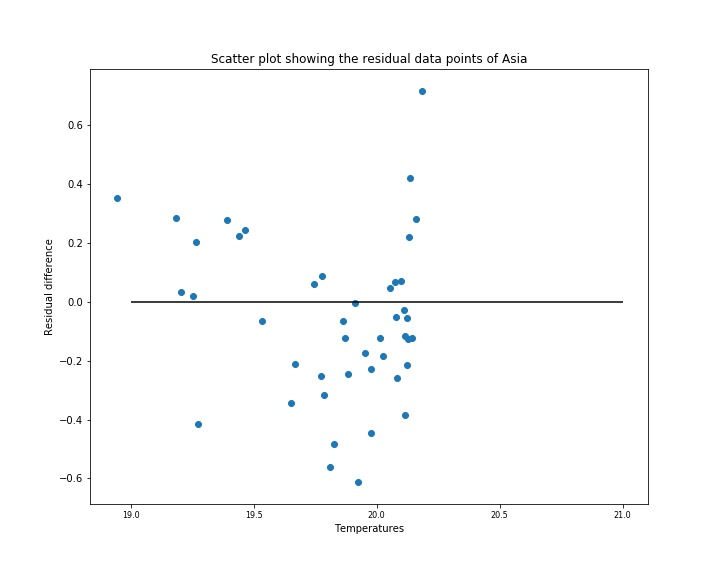 Scatter plot showing the residual data points of Asia
Residual difference
0.6
0.4
0.2
0.0
−0.2
−0.4
−0.6
19.0 19.5 20.0 20.5 21.0
Temperatures